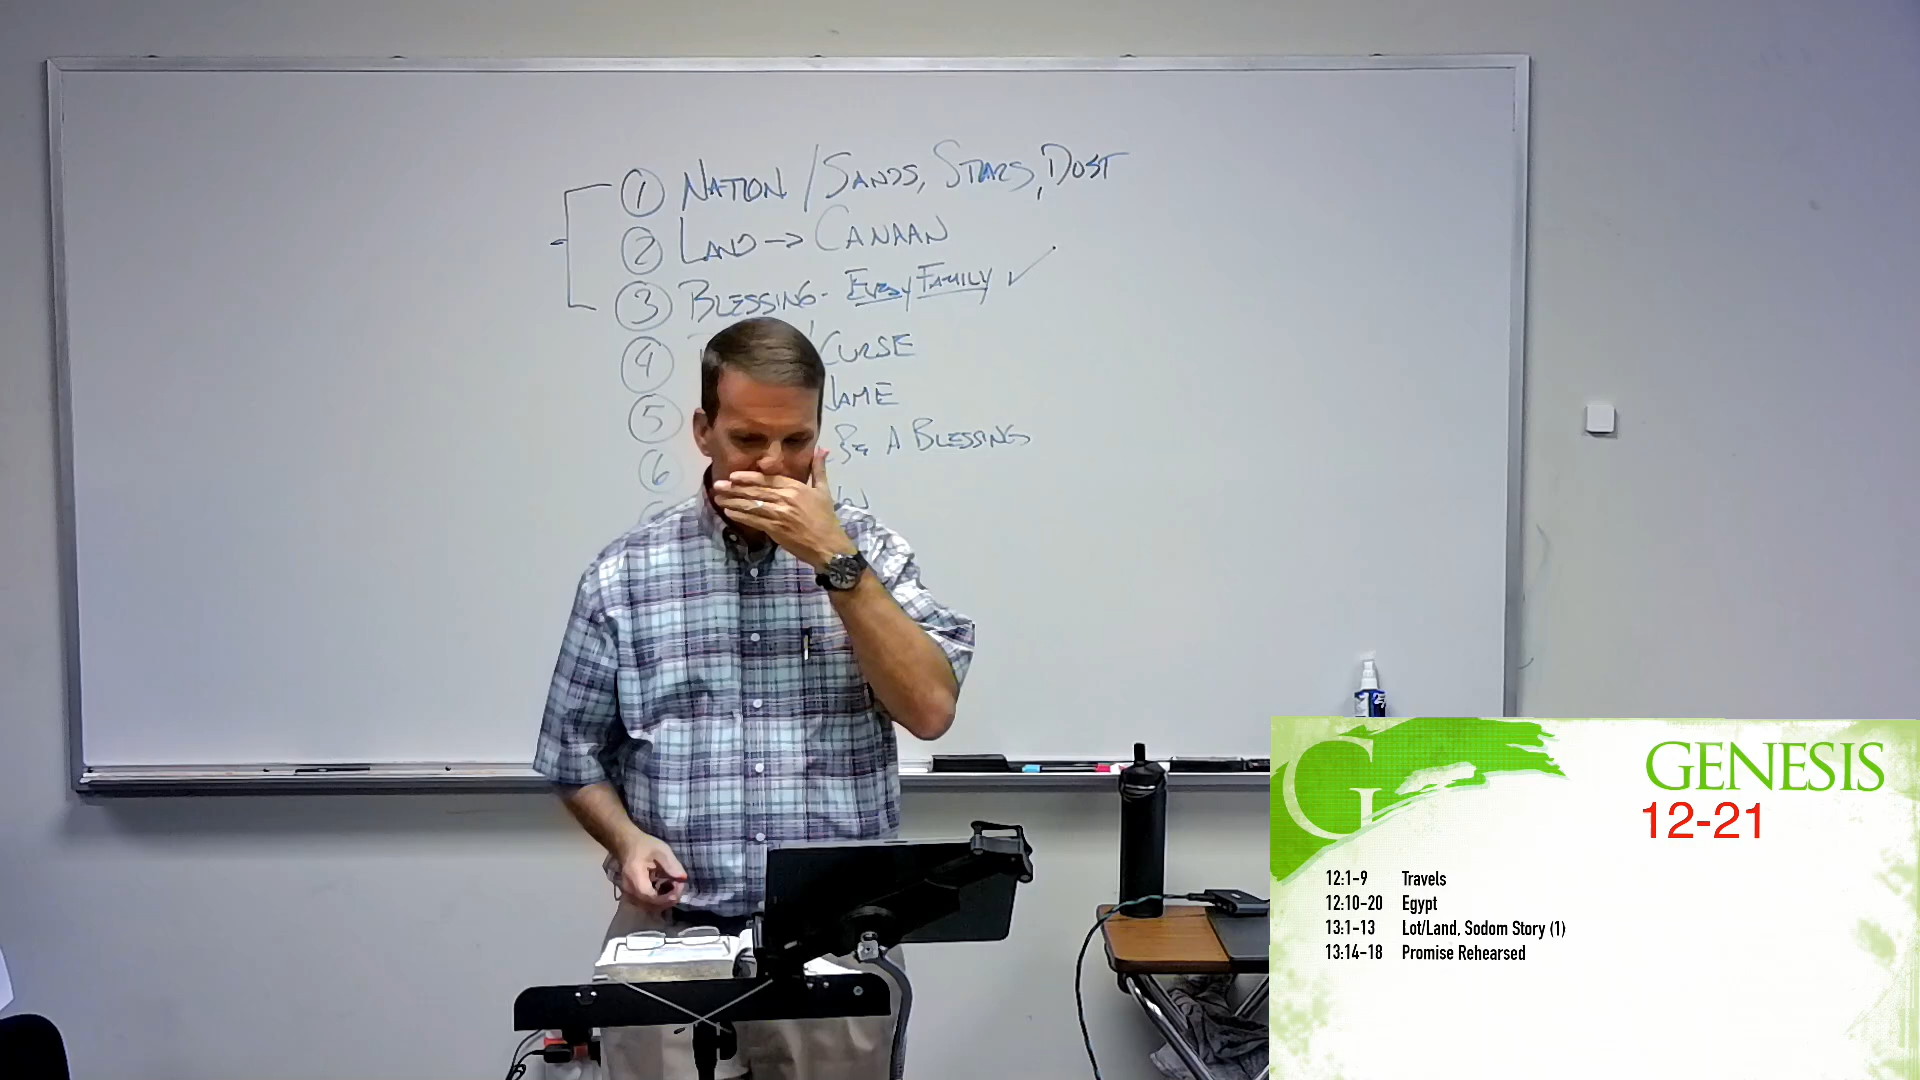 ① NATION / SANDS, STARS, DUST
② LAND → CANAAN
③ BLESSING - EVERY FAMILY ✓
④ CURSE
⑤ NAME
⑥ BE A BLESSING
G
GENESIS
12-21
12:1-9 Travels
12:10-20 Egypt
13:1-13 Lot/Land, Sodom Story (1)
13:14-18 Promise Rehearsed